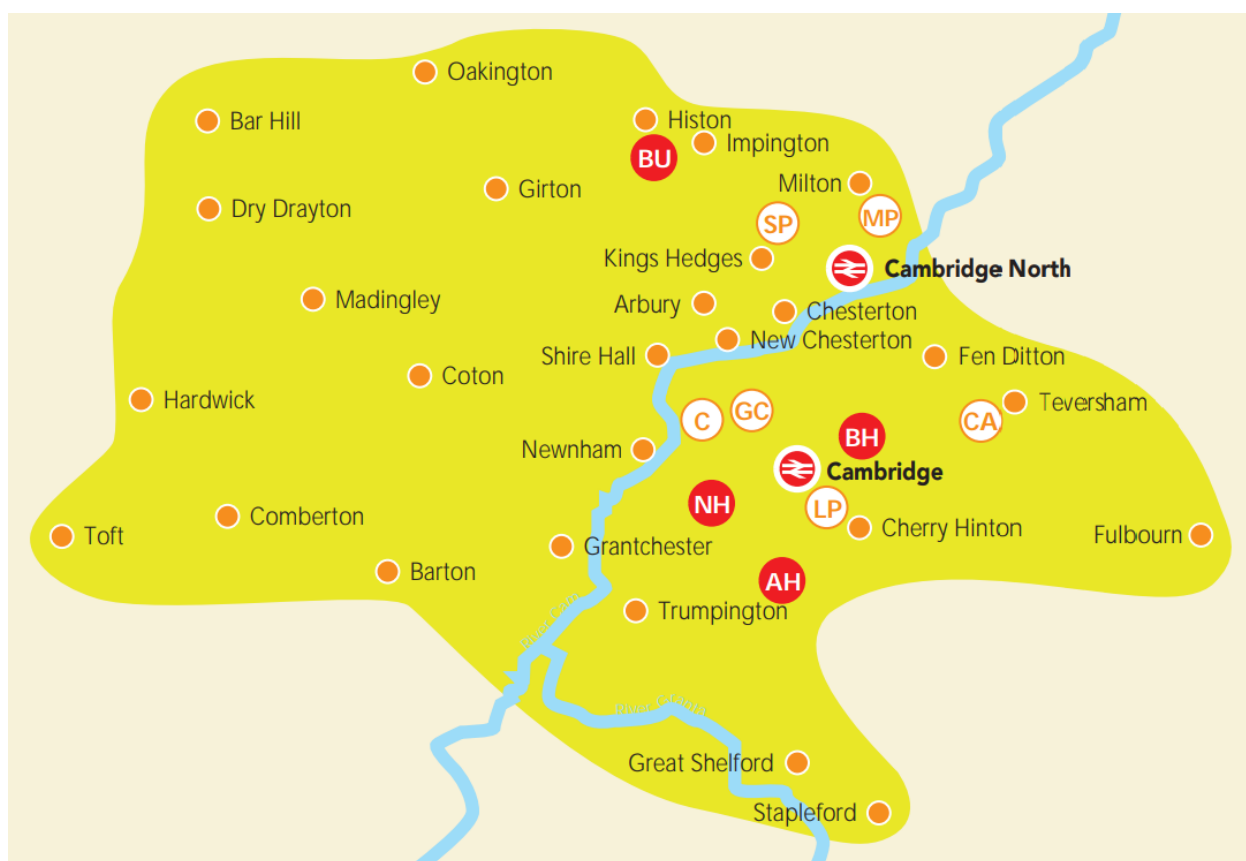 Oakington
Bar Hill
Histon
Impington
BU
Milton
Girton
Dry Drayton
SP
MP
Kings Hedges
Cambridge North
Madingley
Arbury
Chesterton
New Chesterton
Shire Hall
Fen Ditton
Coton
Hardwick
Teversham
C
GC
CA
BH
Newnham
Cambridge
NH
LP
Comberton
Cherry Hinton
Toft
Grantchester
Fulbourn
Barton
AH
Trumpington
River Cam
River Granta
Great Shelford
Stapleford